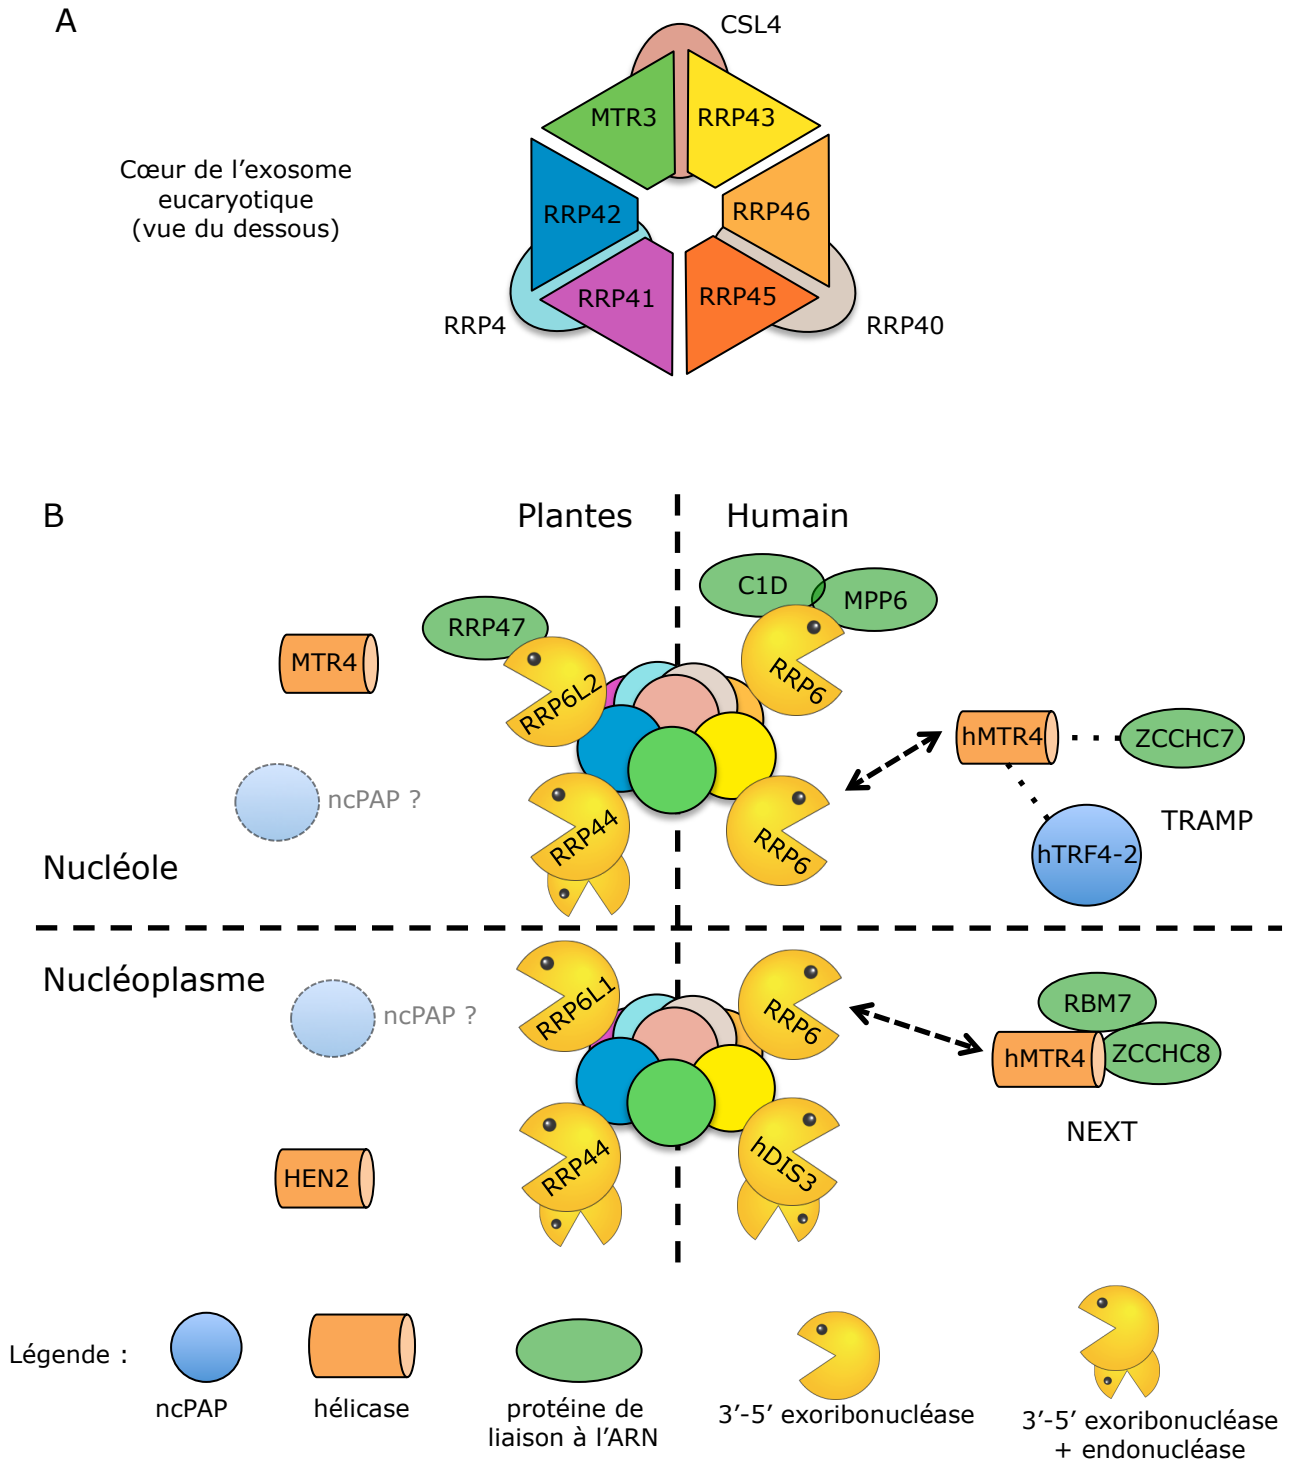 A
CSL4
MTR3
RRP43
Cœur de l’exosome
eucaryotique
(vue du dessous)
RRP42
RRP46
RRP41
RRP45
RRP4
RRP40
B
Plantes
Humain
C1D
MPP6
RRP47
MTR4
RRP6L2
RRP6
hMTR4
ZCCHC7
ncPAP ?
TRAMP
RRP44
RRP6
hTRF4-2
Nucléole
Nucléoplasme
RRP6L1
RRP6
ncPAP ?
RBM7
hMTR4
ZCCHC8
NEXT
HEN2
RRP44
hDIS3
Légende :
ncPAP
hélicase
protéine de
liaison à l’ARN
3’-5’ exoribonucléase
3’-5’ exoribonucléase
+ endonucléase